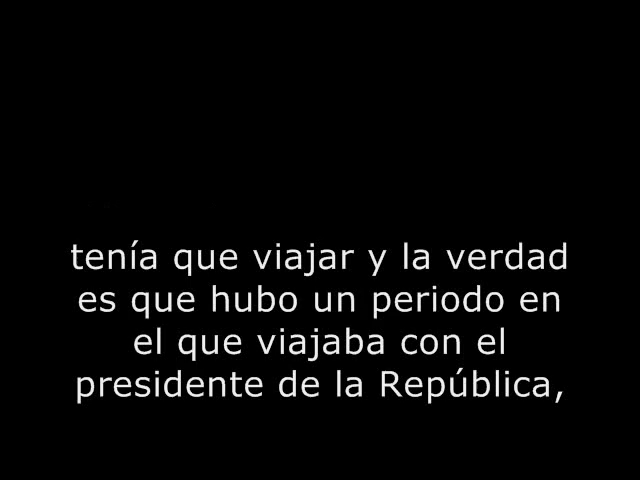 tenía que viajar y la verdad
es que hubo un periodo en
el que viajaba con el
presidente de la República,